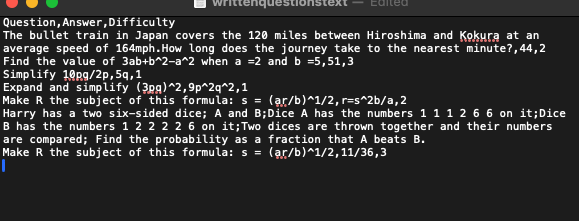 writtenquestionstext — Edited
Question,Answer,Difficulty
The bullet train in Japan covers the 120 miles between Hiroshima and Kokura at an
average speed of 164mph.How long does the journey take to the nearest minute?,44,2
Find the value of 3ab+b^2-a^2 when a =2 and b =5,51,3
Simplify 10pq/2p,5q,1
Expand and simplify (3pq)^2,9p^2q^2,1
Make R the subject of this formula: s = (ar/b)^1/2,r=s^2b/a,2
Harry has a two six-sided dice; A and B;Dice A has the numbers 1 1 1 2 6 6 on it;Dice
B has the numbers 1 2 2 2 2 6 on it;Two dices are thrown together and their numbers
are compared; Find the probability as a fraction that A beats B.
Make R the subject of this formula: s = (ar/b)^1/2,11/36,3